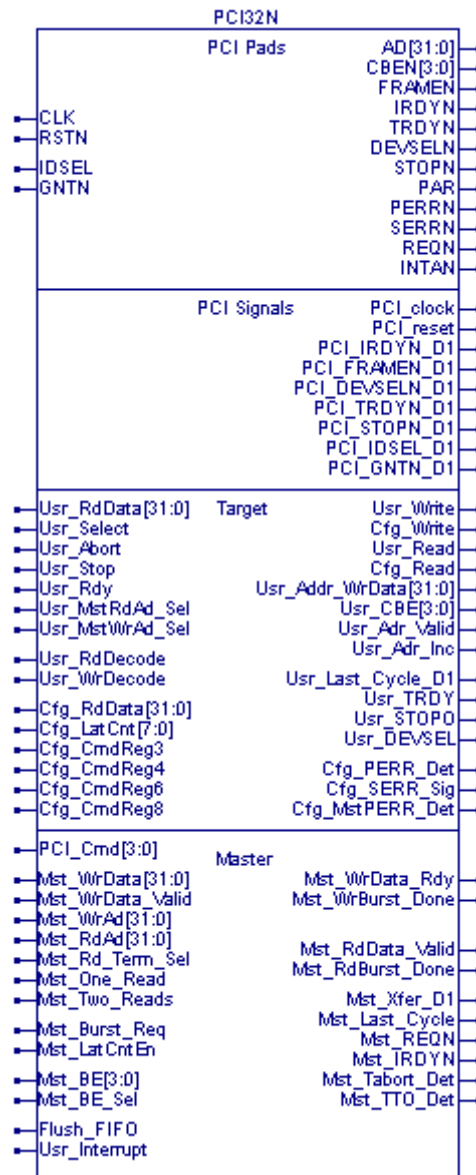 PCI32N
PCI Pads AD[31:0]
CBEN[3:0]
FRAMEN
IRDYN
CLK TRDYN
RSTN DEVSELN
IDSEL STOPN
GNTN PAR
PERRN
SERRN
REQN
INTAN
PCI Signals PCI_clock
PCI_reset
PCI_IRDYN_D1
PCI_FRAMEN_D1
PCI_DEVSELN_D1
PCI_TRDYN_D1
PCI_STOPN_D1
PCI_IDSEL_D1
PCI_GNTN_D1
Usr_RdData[31:0] Target Usr_Write
Usr_Select Cfg_Write
Usr_Abort Usr_Read
Usr_Stop Cfg_Read
Usr_Rdy Usr_Addr_WrData[31:0]
Usr_MstRdAd_Sel Usr_CBE[3:0]
Usr_MstWrAd_Sel Usr_Adr_Valid
Usr_Adr_Inc
Usr_RdDecode
Usr_WrDecode Usr_Last_Cycle_D1
Cfg_RdData[31:0] Usr_TRDY
Cfg_LatCnt[7:0] Usr_STOPO
Cfg_CmdReg3 Usr_DEVSEL
Cfg_CmdReg4 Cfg_PERR_Det
Cfg_CmdReg6 Cfg_SERR_Sig
Cfg_CmdReg8 Cfg_MstPERR_Det
PCI_Cmd[3:0] Master
Mst_WrData[31:0] Mst_WrData_Rdy
Mst_WrData_Valid Mst_WrBurst_Done
Mst_WrAd[31:0]
Mst_RdAd[31:0] Mst_RdData_Valid
Mst_Rd_Term_Sel Mst_RdBurst_Done
Mst_One_Read
Mst_Two_Reads Mst_Xfer_D1
Mst_Last_Cycle
Mst_Burst_Req Mst_REQN
Mst_LatCntEn Mst_IRDYN
Mst_BE[3:0] Mst_Tabort_Det
Mst_BE_Sel Mst_TTO_Det
Flush_FIFO
Usr_Interrupt